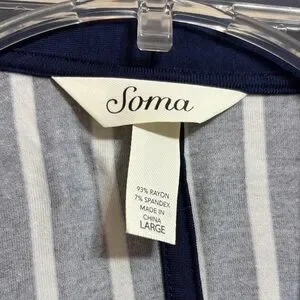 Soma
93% RAYON
7% SPANDEX
MADE IN
CHINA
LARGE